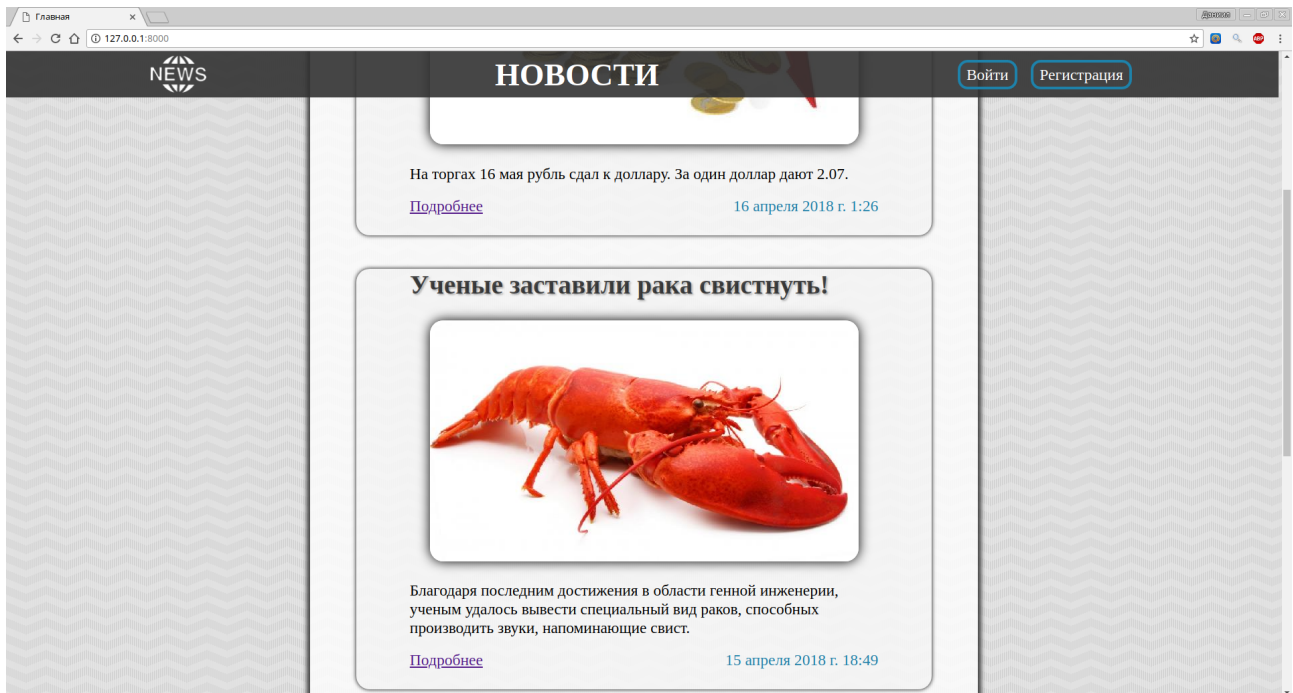 Главная
Даниил
127.0.0.1:8000
NEWS
НОВОСТИ
Войти
Регистрация
На торгах 16 мая рубль сдал к доллару. За один доллар дают 2.07.
Подробнее
16 апреля 2018 г. 1:26
Ученые заставили рака свистнуть!
Благодаря последним достижения в области генной инженерии,
ученым удалось вывести специальный вид раков, способных
производить звуки, напоминающие свист.
Подробнее
15 апреля 2018 г. 18:49